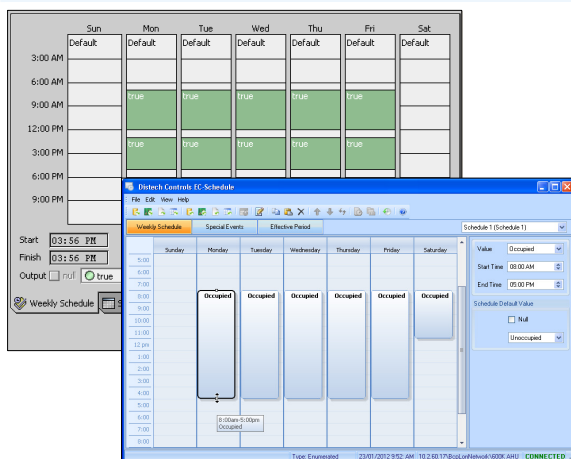 Sun Mon Tue Wed Thu Fri Sat
Default Default Default Default Default Default Default
3:00 AM
6:00 AM
9:00 AM true true true true true
12:00 PM
3:00 PM true true true true true
6:00 PM
9:00 PM
Start 03:56 PM
Finish 03:56 PM
Output null true
Weekly Schedule S
Distech Controls EC-Schedule
File Edit View Help
Weekly Schedule Special Events Effective Period Schedule 1 (Schedule 1)
Sunday Monday Tuesday Wednesday Thursday Friday Saturday
5:00
6:00
7:00
8:00 Occupied Occupied Occupied Occupied Occupied Occupied
9:00
10:00
11:00
12 pm
1:00
2:00
3:00
4:00
5:00
6:00
7:00
8:00
8:00am-5:00pm
Occupied
Value Occupied
Start Time 08:00 AM
End Time 05:00 PM
Schedule Default Value
Null
Unoccupied
Type: Enumerated 23/01/2012 9:52 AM 10.2.60.17\BcpLonNetwork\600K AHU CONNECTED